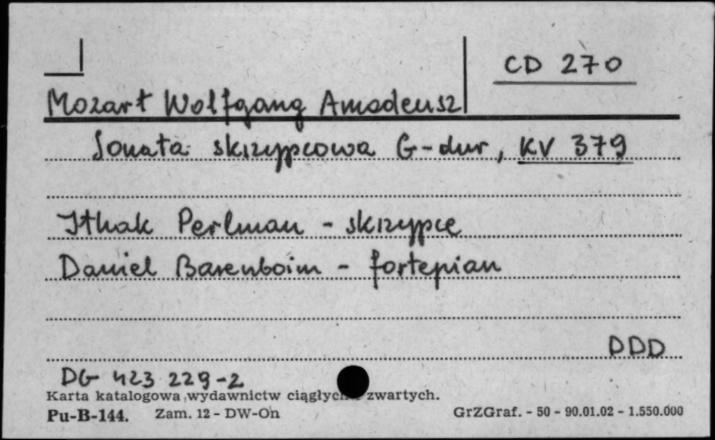 CD 270
Mozart Wolfgang Amadeusz
Sonata skrzypcowa G-dur, KV 379
Ithak Perlman - skrzypce
Daniel Barenboim - fortepian
DDD
DG 423 229-2
Karta katalogowa wydawnictw ciągłych zwartych.
Pu-B-144. Zam. 12 - DW-On GrZGraf. - 50 - 90.01.02 - 1.550.000